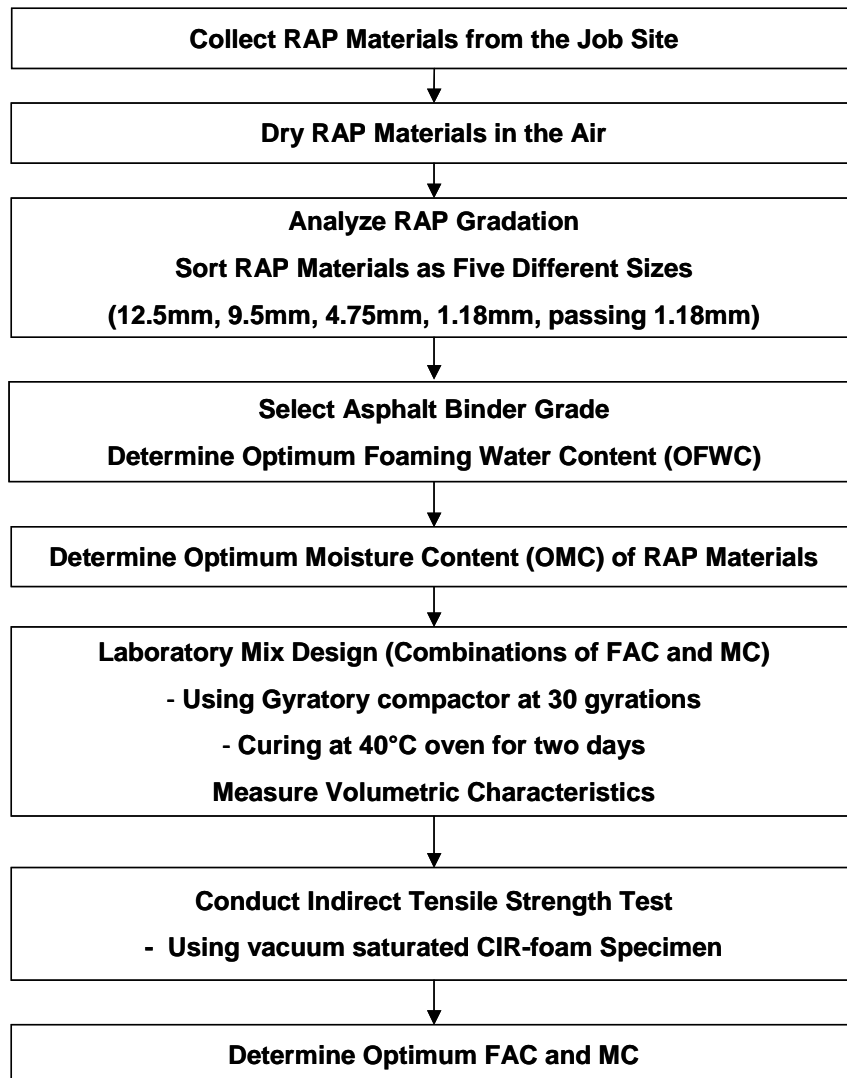 Collect RAP Materials from the Job Site
Dry RAP Materials in the Air
Analyze RAP Gradation
Sort RAP Materials as Five Different Sizes
(12.5mm, 9.5mm, 4.75mm, 1.18mm, passing 1.18mm)
Select Asphalt Binder Grade
Determine Optimum Foaming Water Content (OFWC)
Determine Optimum Moisture Content (OMC) of RAP Materials
Laboratory Mix Design (Combinations of FAC and MC)
- Using Gyratory compactor at 30 gyrations
- Curing at 40°C oven for two days
Measure Volumetric Characteristics
Conduct Indirect Tensile Strength Test
- Using vacuum saturated CIR-foam Specimen
Determine Optimum FAC and MC